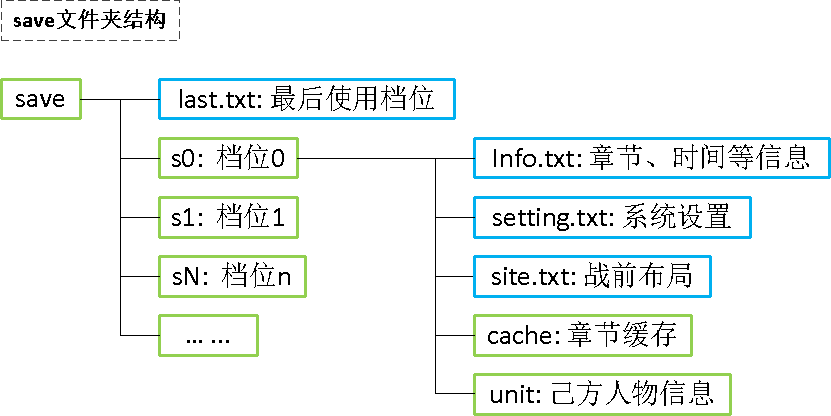 save文件夹结构
save
last.txt: 最后使用档位
s0: 档位0
Info.txt: 章节、时间等信息
s1: 档位1
setting.txt: 系统设置
sN: 档位n
site.txt: 战前布局
... ...
cache: 章节缓存
unit: 己方人物信息